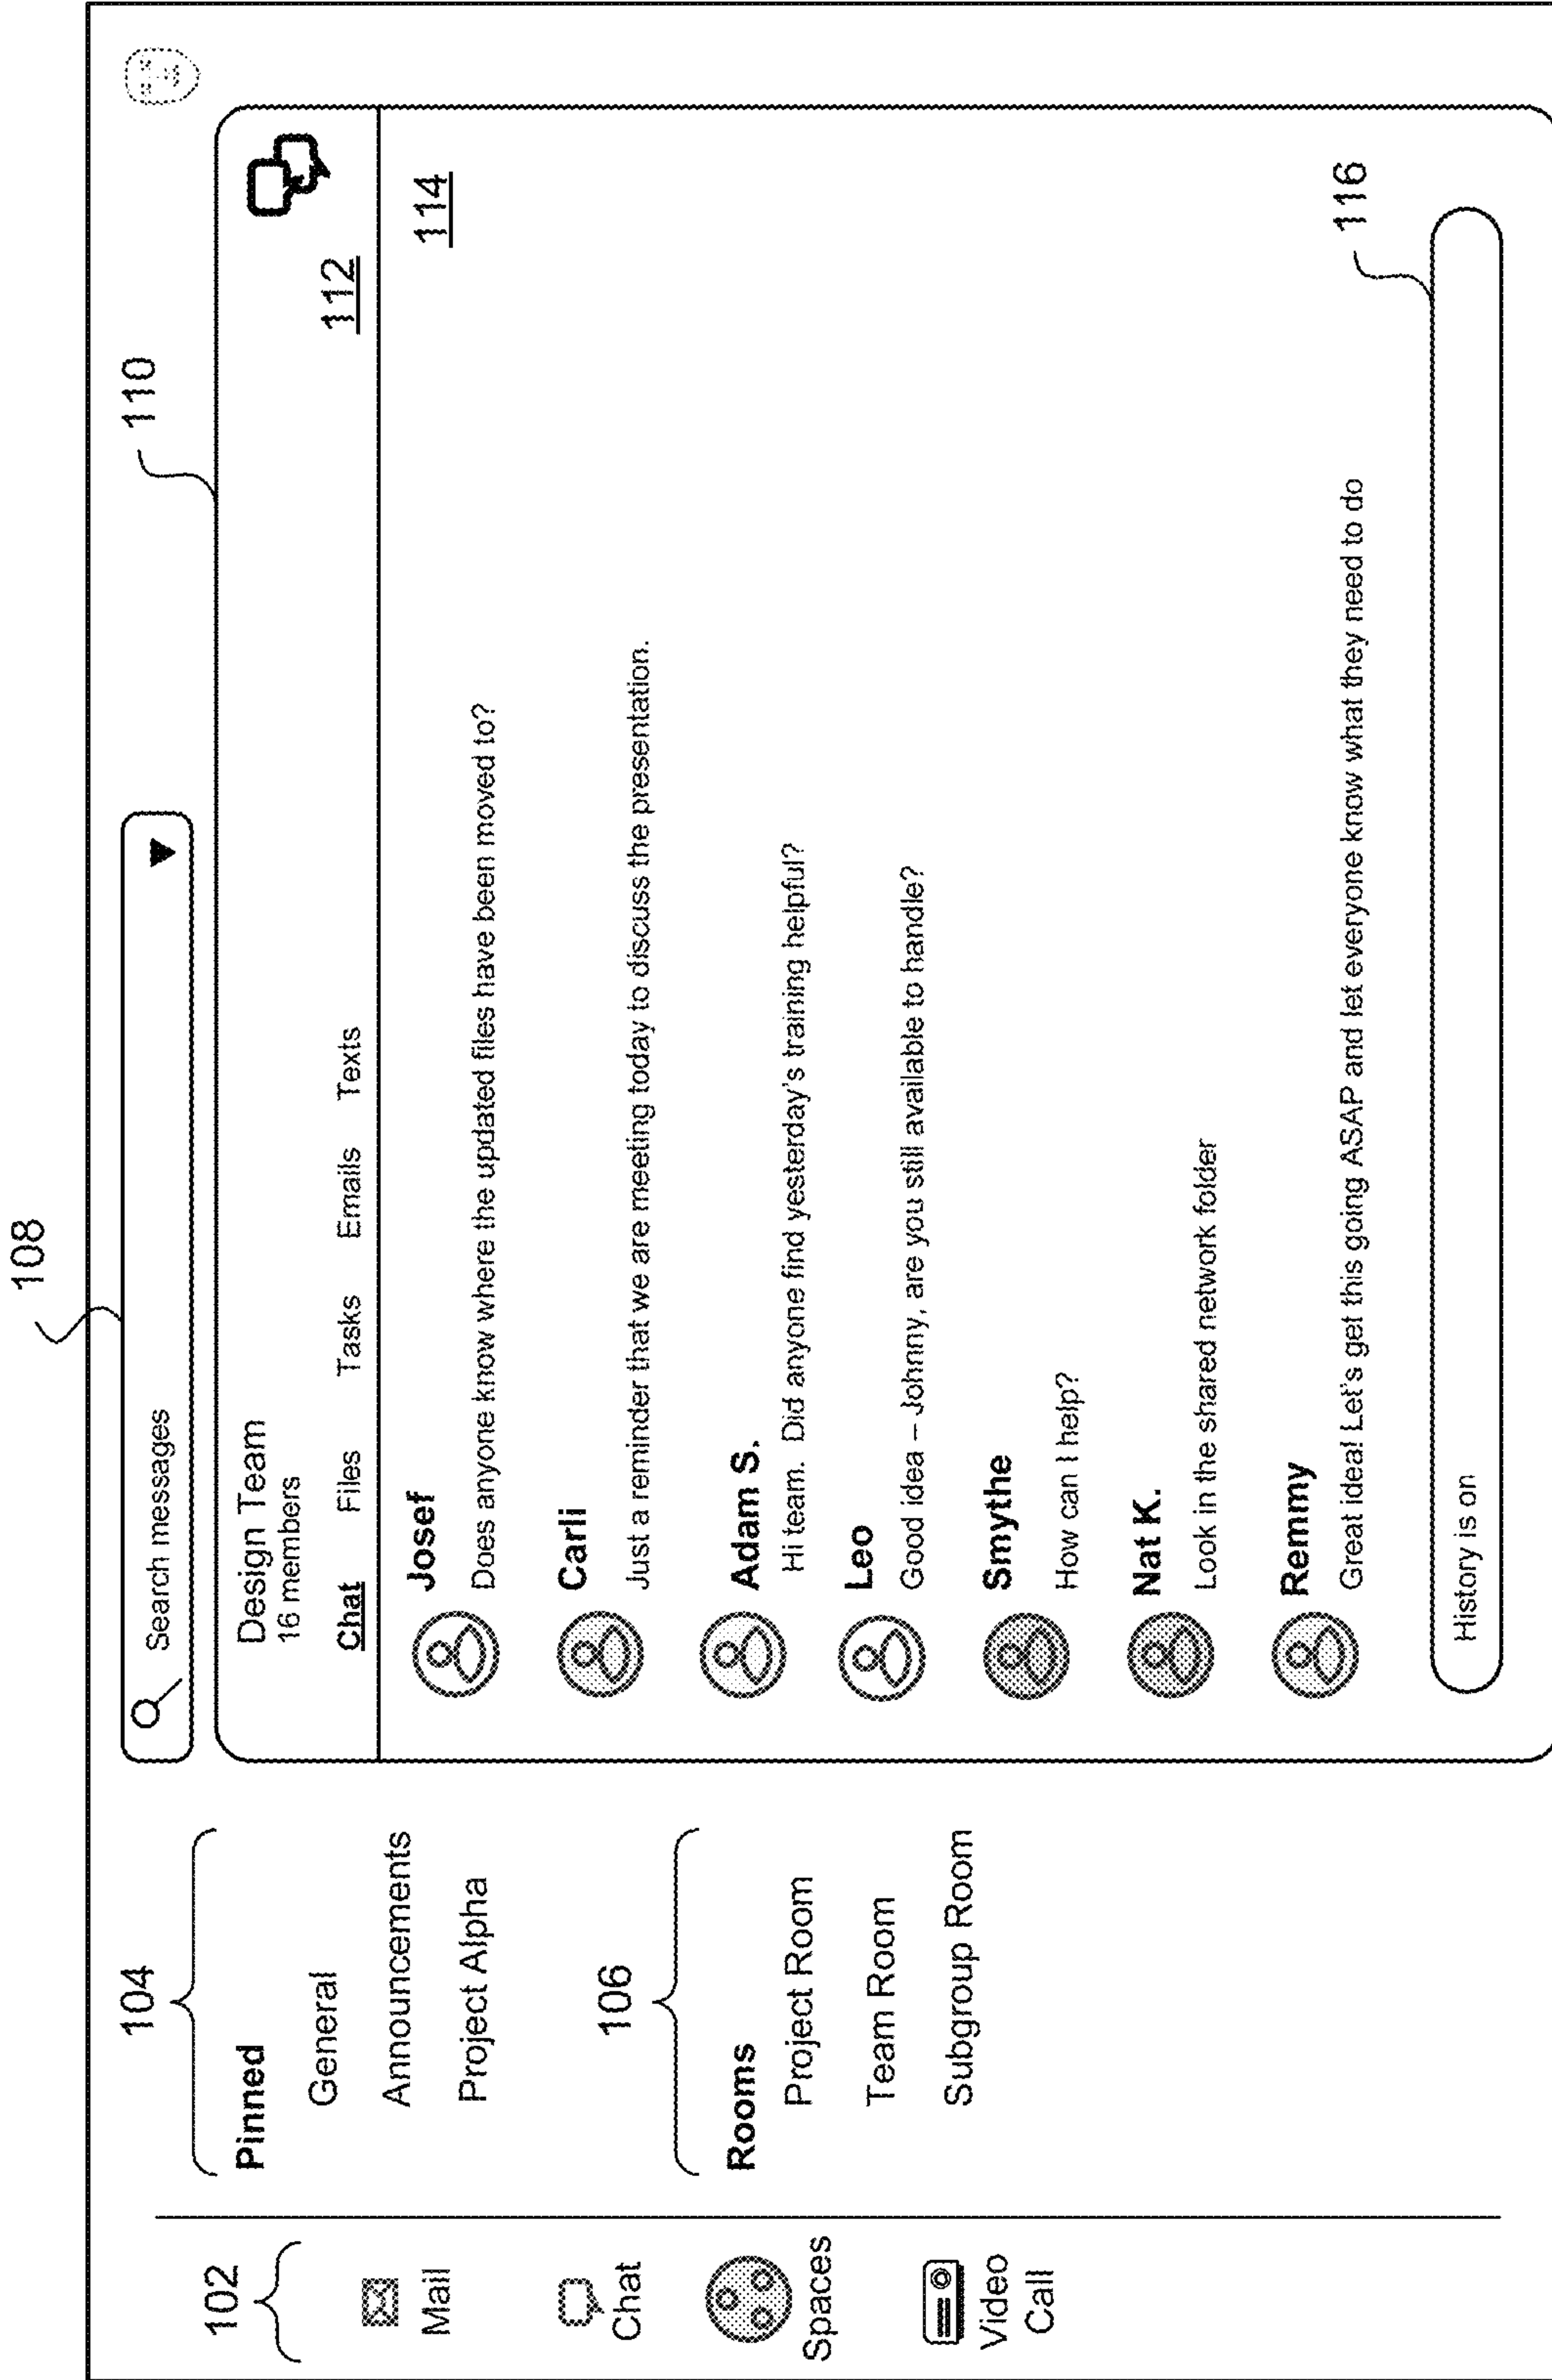 108
102
Mail
Chat
Spaces
Video
Call
104
Pinned
General
Announcements
Project Alpha
106
Rooms
Project Room
Team Room
Subgroup Room
Search messages
110
Design Team
16 members
Chat Files Tasks Emails Texts
112
114
Josef
Does anyone know where the updated files have been moved to?
Carli
Just a reminder that we are meeting today to discuss the presentation.
Adam S.
Hi team. Did anyone find yesterday's training helpful?
Leo
Good idea – Johnny, are you still available to handle?
Smythe
How can I help?
Nat K.
Look in the shared network folder
Remmy
Great idea! Let's get this going ASAP and let everyone know what they need to do
116
History is on